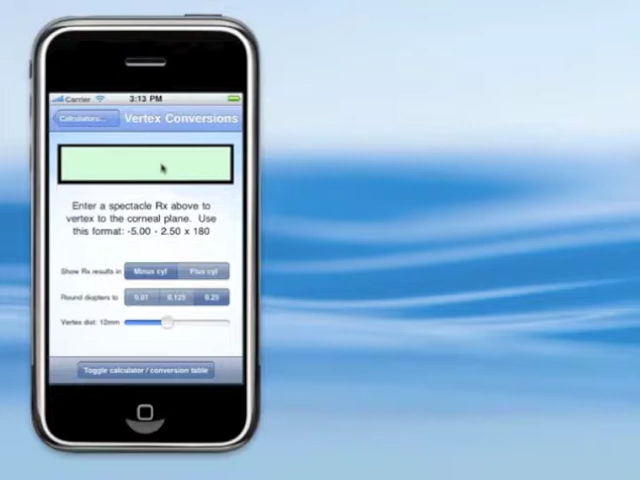 Carrier 3:13 PM
Calculators... Vertex Conversions
Enter a spectacle Rx above to
vertex to the corneal plane. Use
this format: -5.00 - 2.50 x 180
Show Rx results in Minus cyl Plus cyl
Round diopters to 0.01 0.125 0.25
Vertex dist: 12mm
Toggle calculator / conversion table